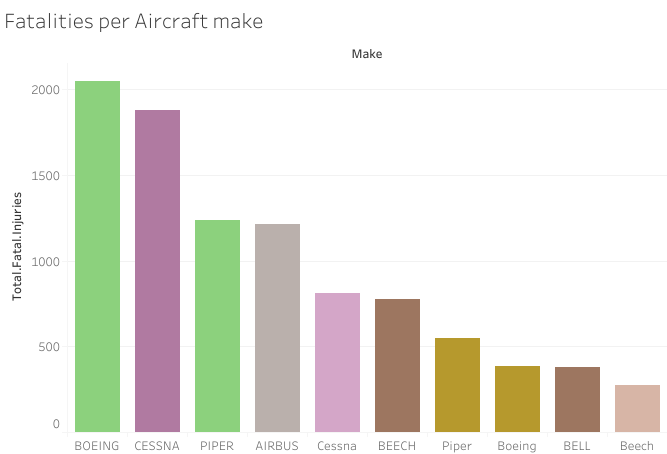 Fatalities per Aircraft make
Make
Total.Fatal.Injuries
2000
1500
1000
500
0
BOEING CESSNA PIPER AIRBUS Cessna BEECH Piper Boeing BELL Beech